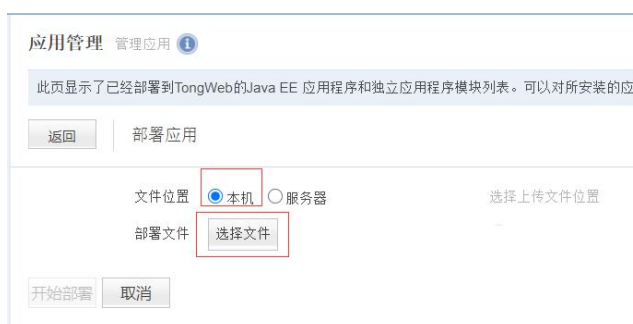 应用管理 管理应用 i
此页显示了已经部署到TongWeb的Java EE 应用程序和独立应用程序模块列表。可以对所安装的应
返回 部署应用
文件位置 本机 服务器 选择上传文件位置
部署文件 选择文件
开始部署 取消